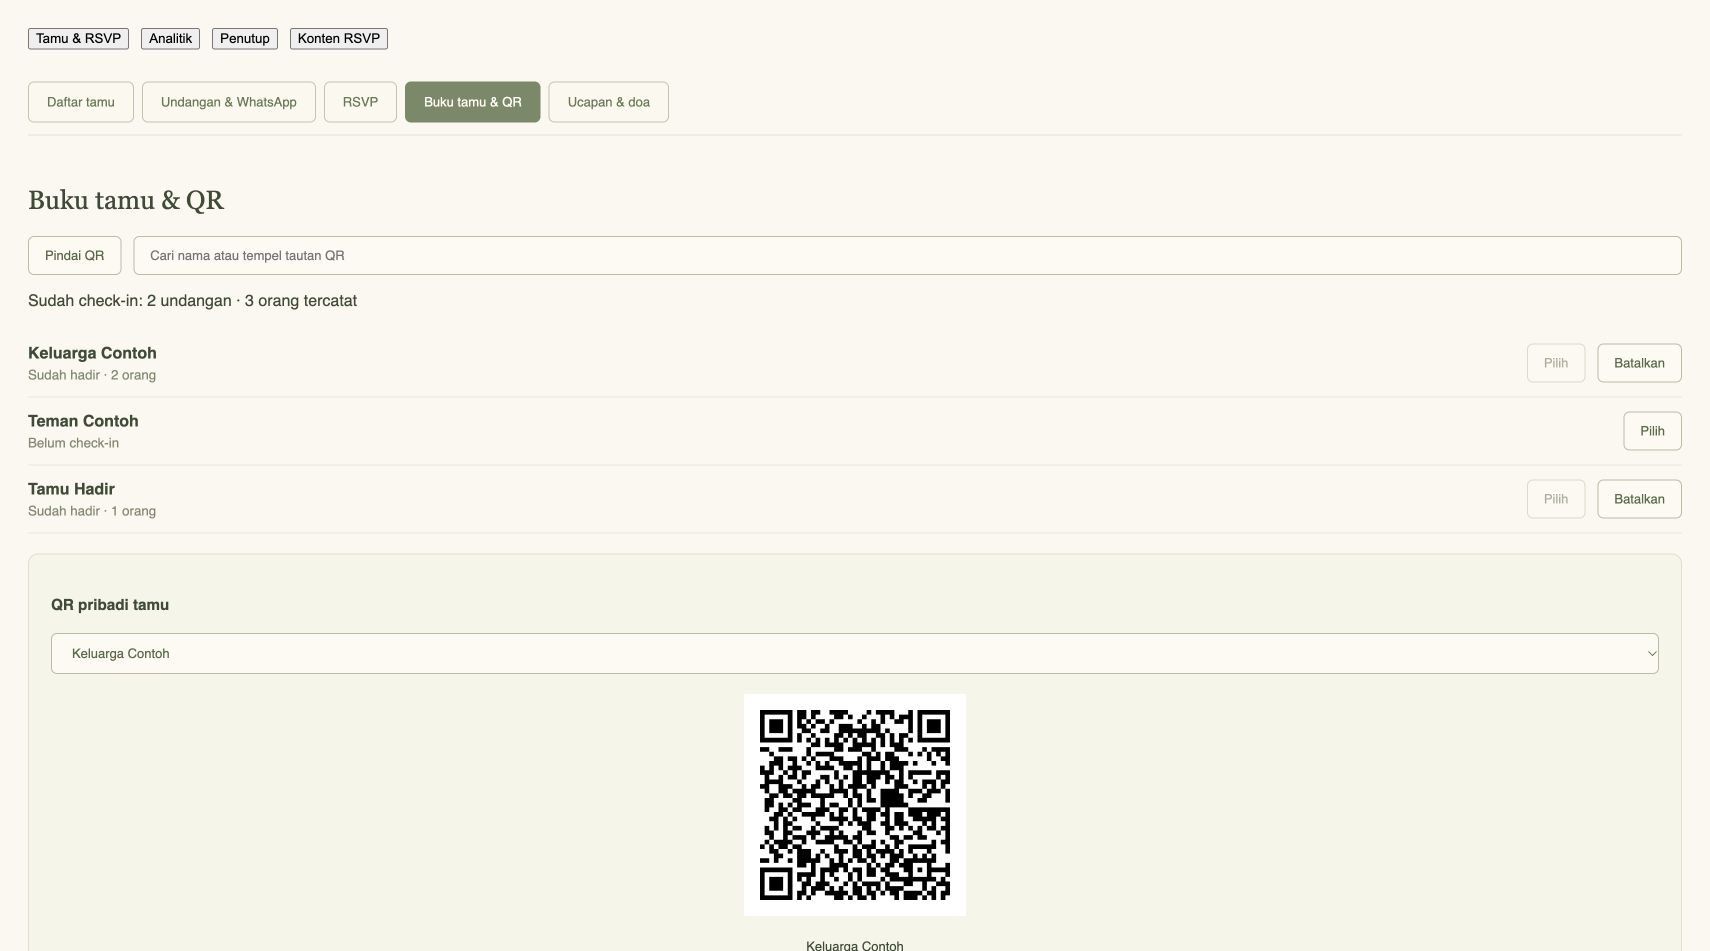 Tamu & RSVP Analitik Penutup Konten RSVP
Daftar tamu Undangan & WhatsApp RSVP Buku tamu & QR Ucapan & doa
Buku tamu & QR
Pindai QR Cari nama atau tempel tautan QR
Sudah check-in: 2 undangan · 3 orang tercatat
Keluarga Contoh
Sudah hadir · 2 orang
Pilih Batalkan
Teman Contoh
Belum check-in
Pilih
Tamu Hadir
Sudah hadir · 1 orang
Pilih Batalkan
QR pribadi tamu
Keluarga Contoh
Keluarga Contoh